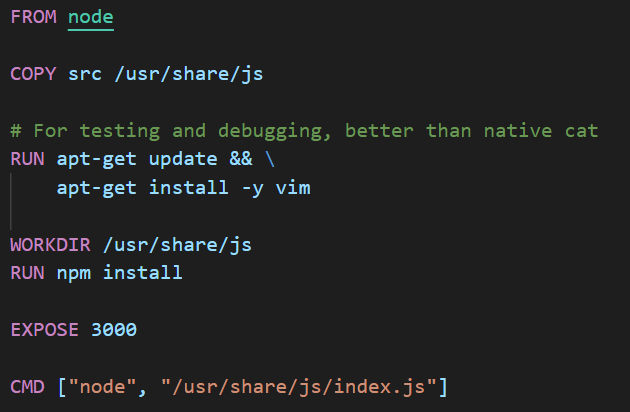 FROM node
COPY src /usr/share/js
# For testing and debugging, better than native cat
RUN apt-get update && \
    apt-get install -y vim
WORKDIR /usr/share/js
RUN npm install
EXPOSE 3000
CMD ["node", "/usr/share/js/index.js"]